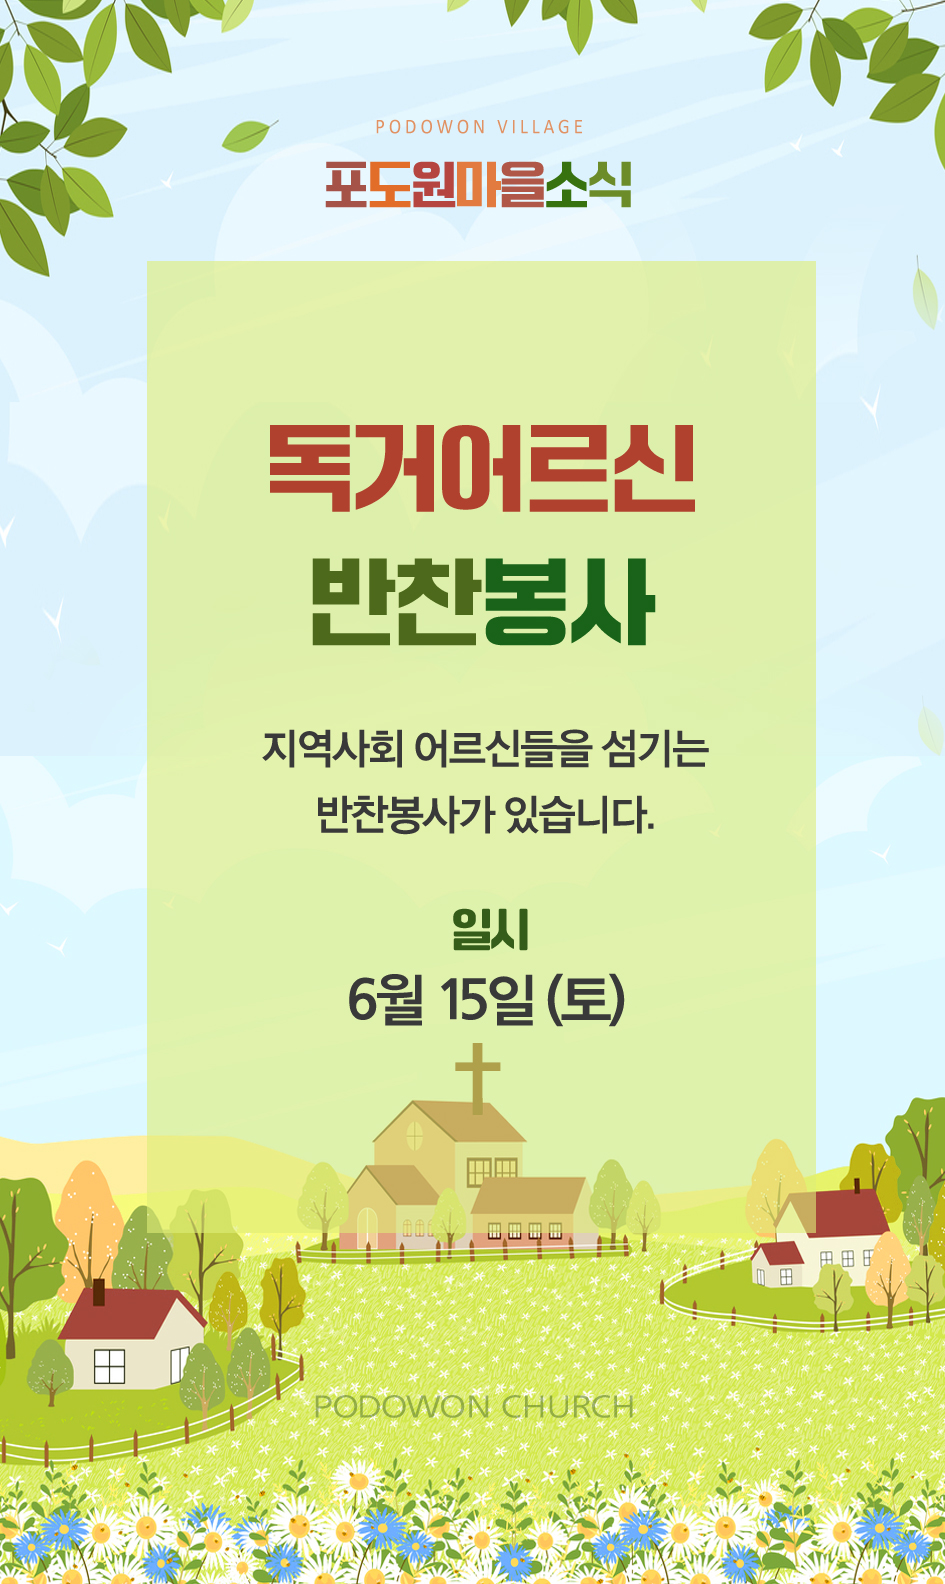 PODOWON VILLAGE
포도원마을소식
독거어르신
반찬봉사
지역사회 어르신들을 섬기는
반찬봉사가 있습니다.
일시
6월 15일 (토)
PODOWON CHURCH